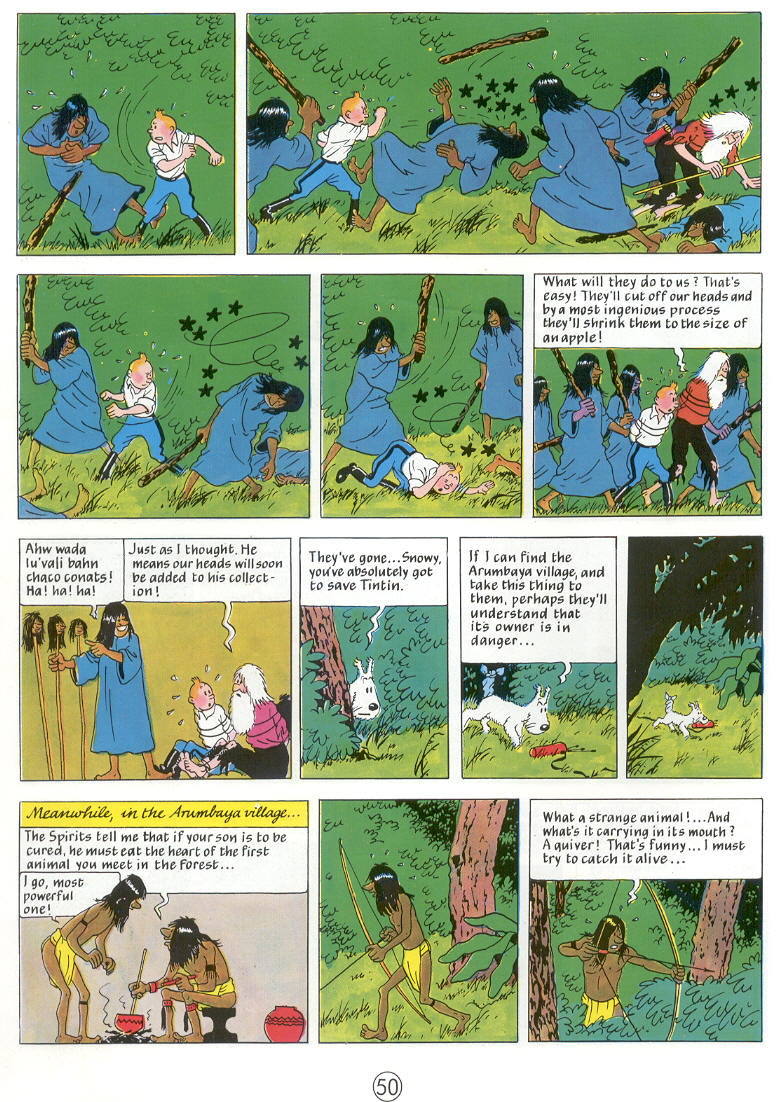 What will they do to us? That's
easy! They'll cut off our heads and
by a most ingenious process
they'll shrink them to the size of
an apple!
Ahw wada
lu'vali bahn
chaco conats!
Ha! ha! ha!
Just as I thought. He
means our heads will soon
be added to his collect-
ion!
They've gone...Snowy,
you've absolutely got
to save Tintin.
If I can find the
Arumbaya village, and
take this thing to
them, perhaps they'll
understand that
its owner is in
danger...
Meanwhile, in the Arumbaya village...
The Spirits tell me that if your son is to be
cured, he must eat the heart of the first
animal you meet in the forest...
I go, most
powerful
one!
What a strange animal!...And
what's it carrying in its mouth?
A quiver! That's funny... I must
try to catch it alive...
50